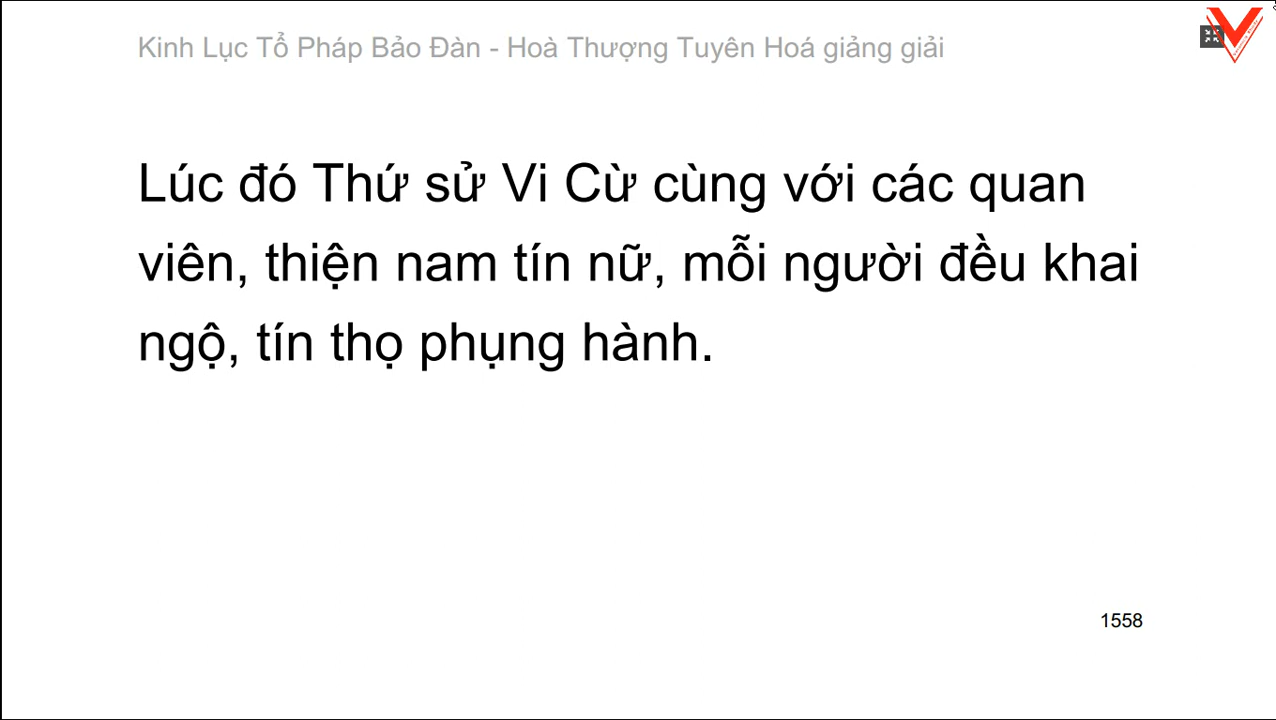 Kinh Lục Tổ Pháp Bảo Đàn - Hoà Thượng Tuyên Hoá giảng giải
Lúc đó Thứ sử Vi Cừ cùng với các quan
viên, thiện nam tín nữ, mỗi người đều khai
ngộ, tín thọ phụng hành.
1558